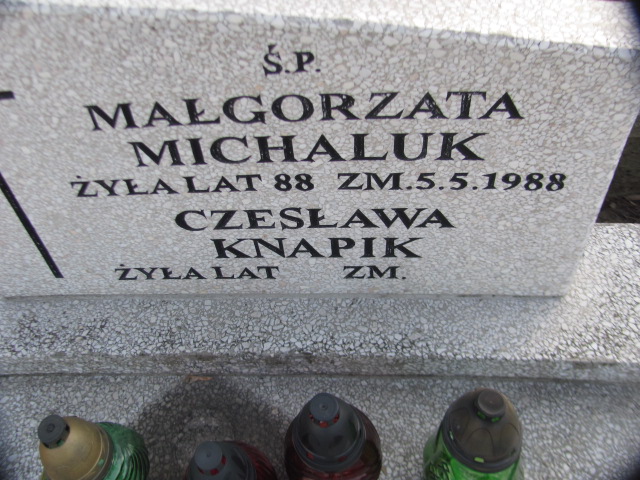 Ś.P.
MAŁGORZATA
MICHALUK
ŻYŁA LAT 88 ZM. 5.5.1988
CZESŁAWA
KNAPIK
ŻYŁA LAT ZM.